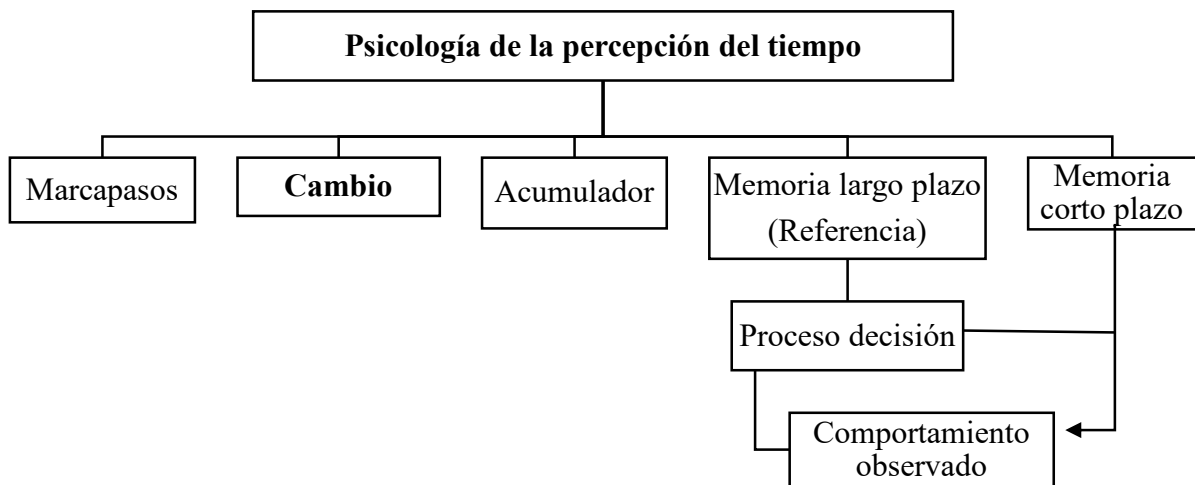 Psicología de la percepción del tiempo
Marcapasos
Cambio
Acumulador
Memoria largo plazo
(Referencia)
Memoria
corto plazo
Proceso decisión
Comportamiento
observado